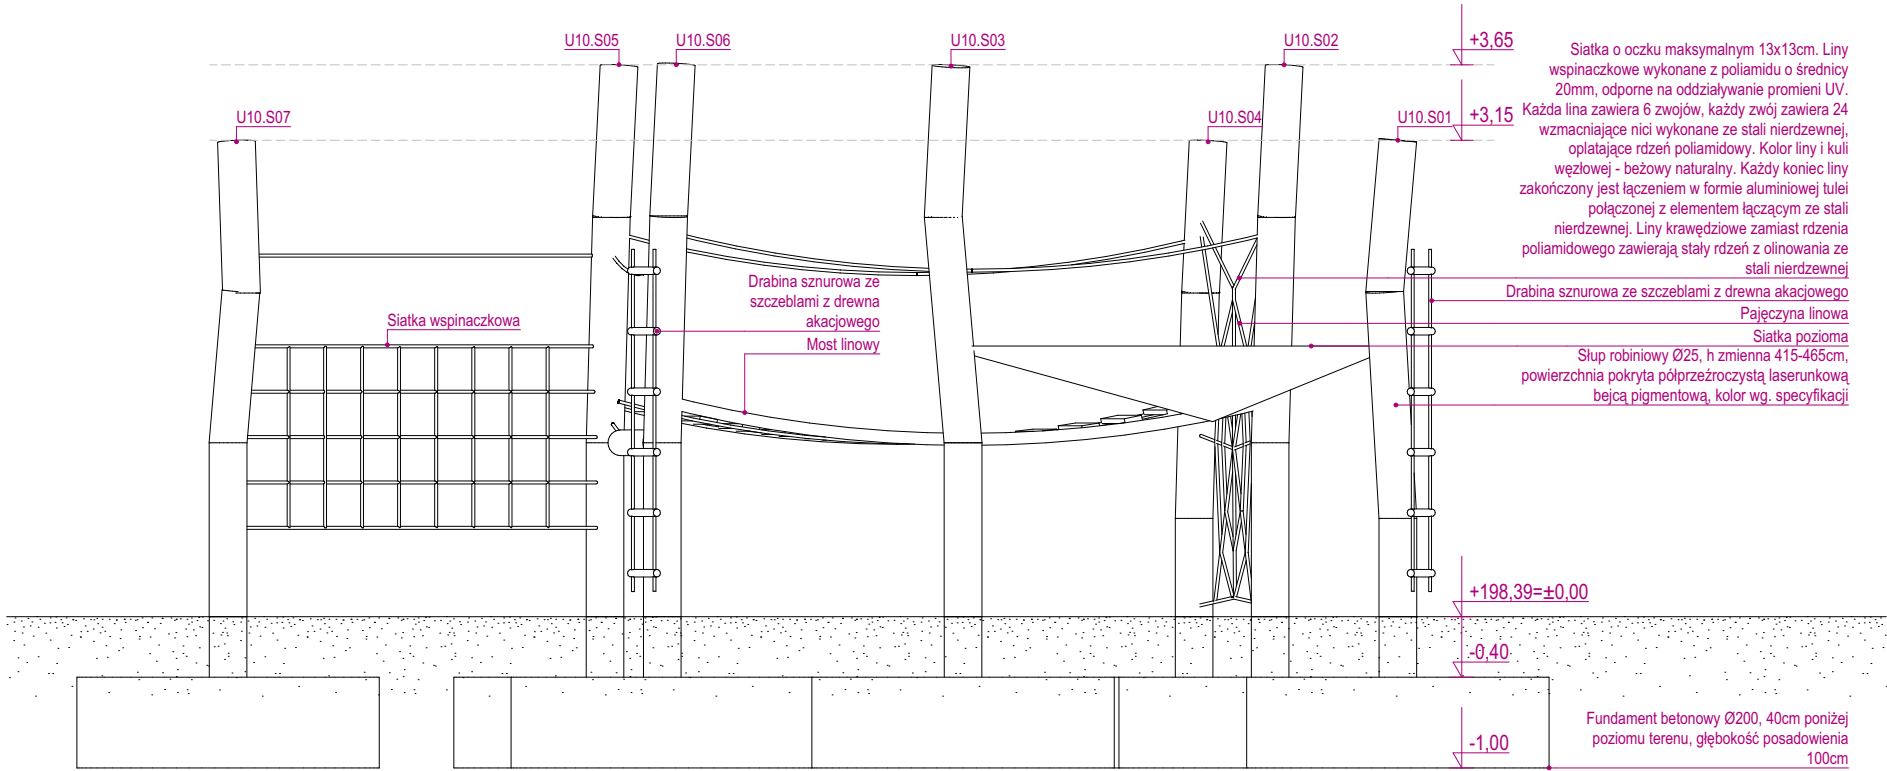 U10.S05
U10.S06
U10.S03
U10.S02
+3,65
U10.S07
U10.S04
U10.S01
+3,15
Siatka o oczku maksymalnym 13x13cm. Liny
wspinaczkowe wykonane z poliamidu o średnicy
20mm, odporne na oddziaływanie promieni UV.
Każda lina zawiera 6 zwojów, każdy zwój zawiera 24
wzmacniające nici wykonane ze stali nierdzewnej,
oplatające rdzeń poliamidowy. Kolor liny i kuli
węzłowej - beżowy naturalny. Każdy koniec liny
zakończony jest łączeniem w formie aluminiowej tulei
połączonej z elementem łączącym ze stali
nierdzewnej. Liny krawędziowe zamiast rdzenia
poliamidowego zawierają stały rdzeń z olinowania ze
stali nierdzewnej
Drabina sznurowa ze szczeblami z drewna akacjowego
Pajęczyna linowa
Siatka pozioma
Słup robiniowy Ø25, h zmienna 415-465cm,
powierzchnia pokryta półprzeźroczystą laserunkową
bejcą pigmentową, kolor wg. specyfikacji
Siatka wspinaczkowa
Drabina sznurowa ze
szczeblami z drewna
akacjowego
Most linowy
+198,39=±0,00
-0,40
-1,00
Fundament betonowy Ø200, 40cm poniżej
poziomu terenu, głębokość posadowienia
100cm